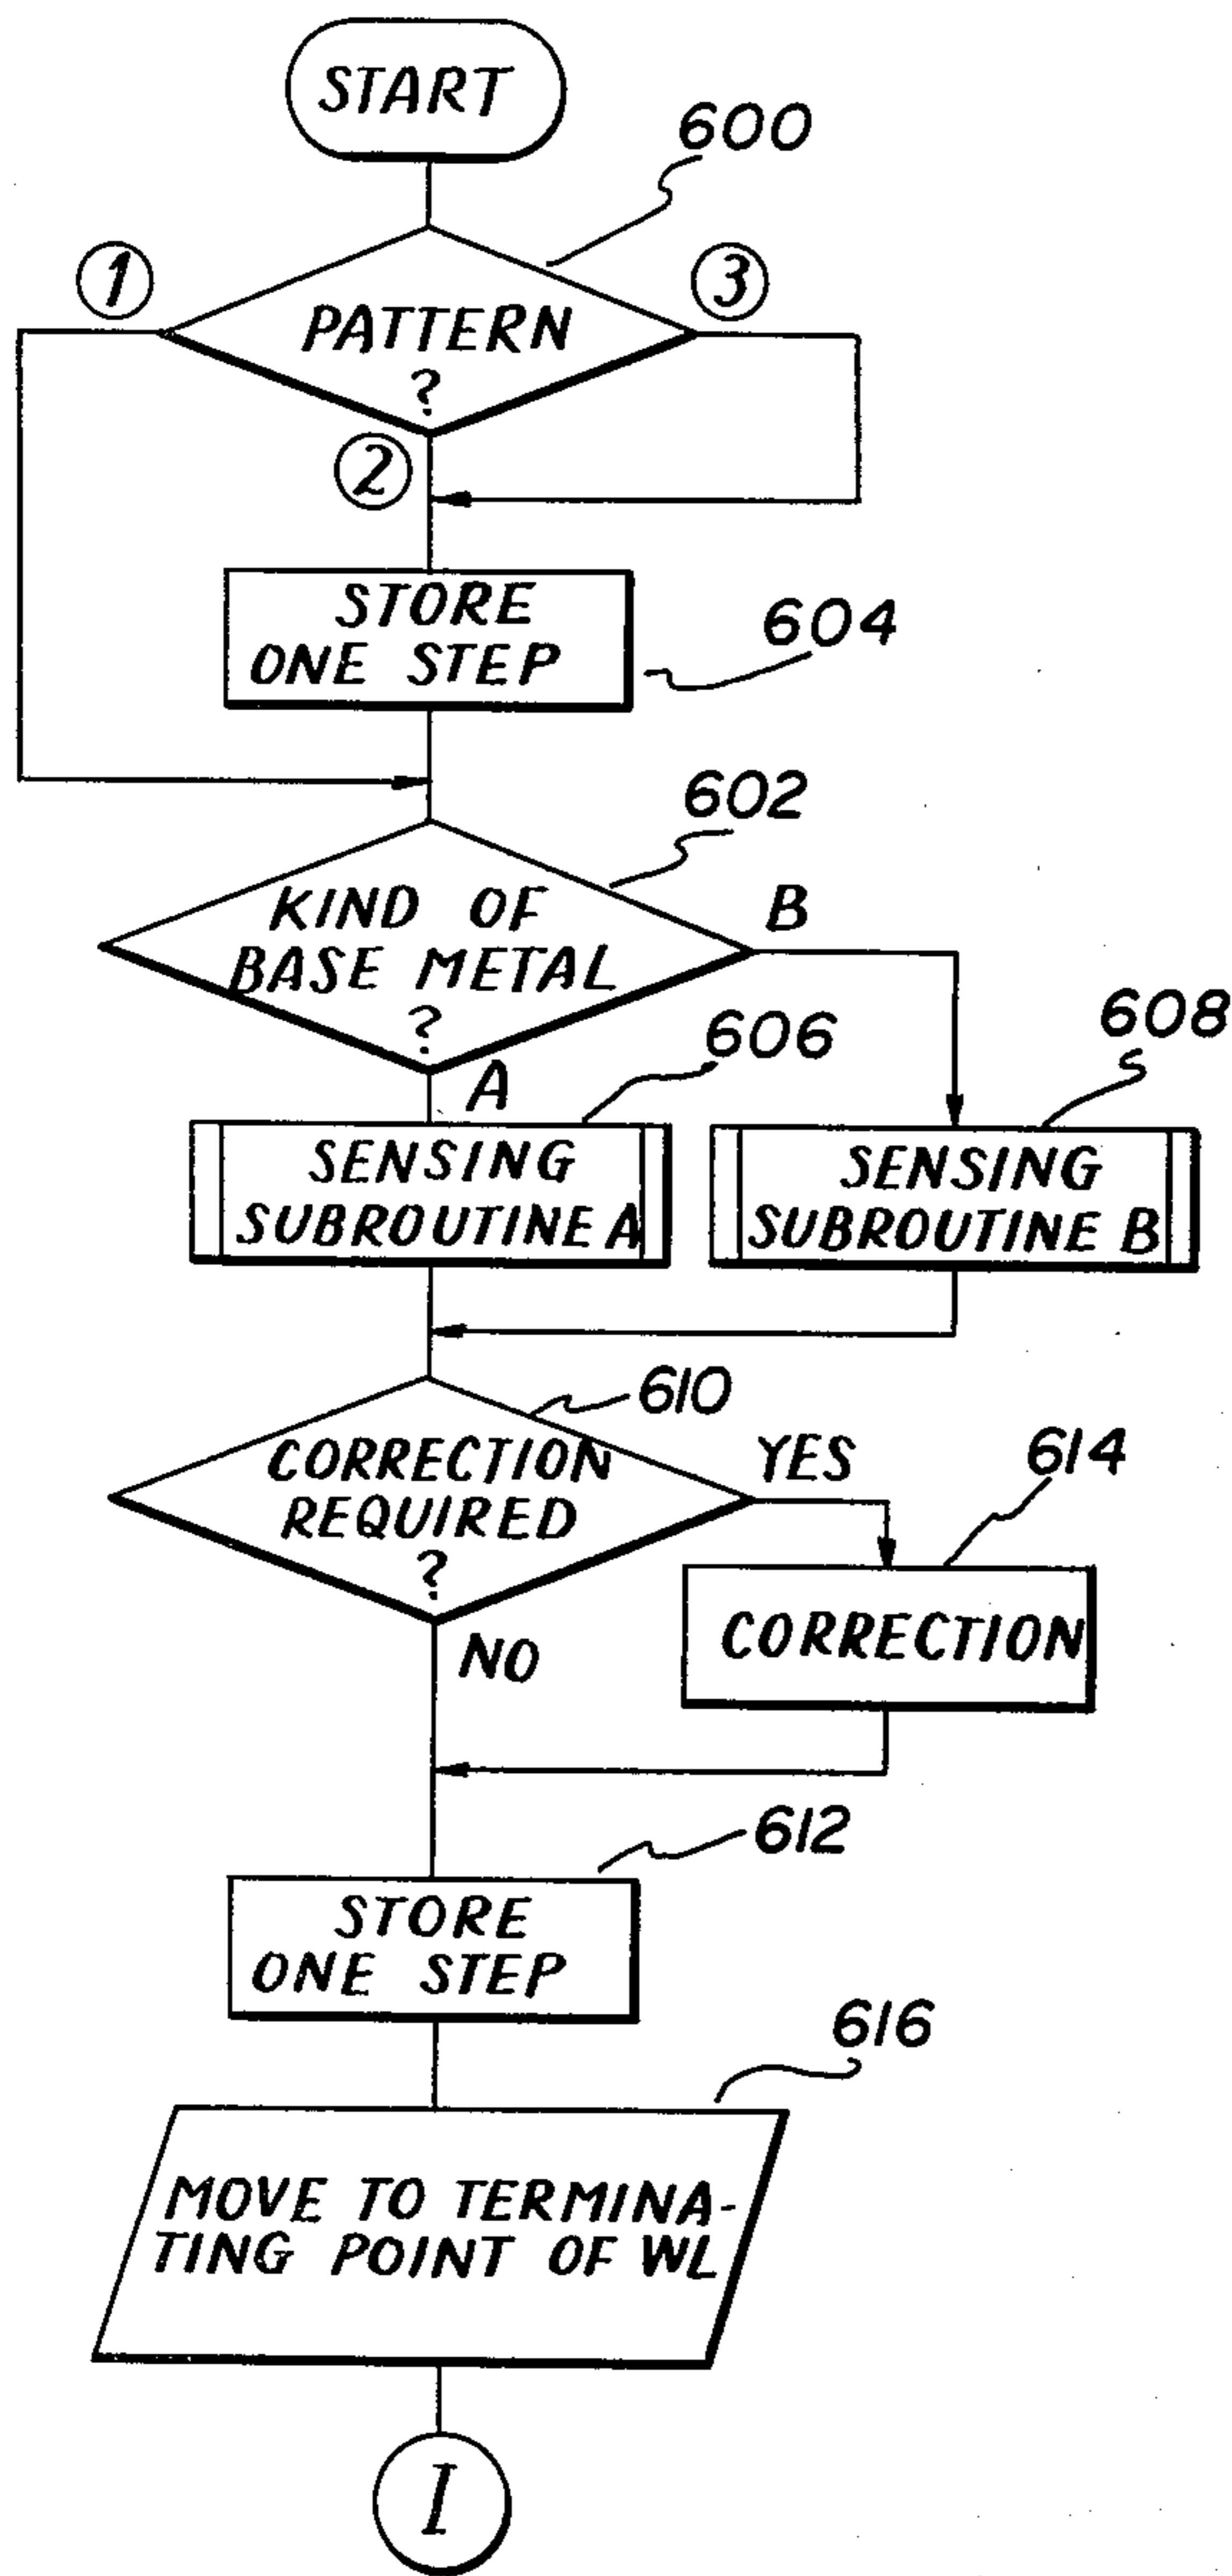 START
600
①
③
PATTERN
?
②
STORE
ONE STEP
604
602
KIND OF
BASE METAL
?
B
A
606
608
SENSING
SUBROUTINE A
SENSING
SUBROUTINE B
610
CORRECTION
REQUIRED
?
YES
614
NO
CORRECTION
612
STORE
ONE STEP
616
MOVE TO TERMINA-
TING POINT OF WL
I